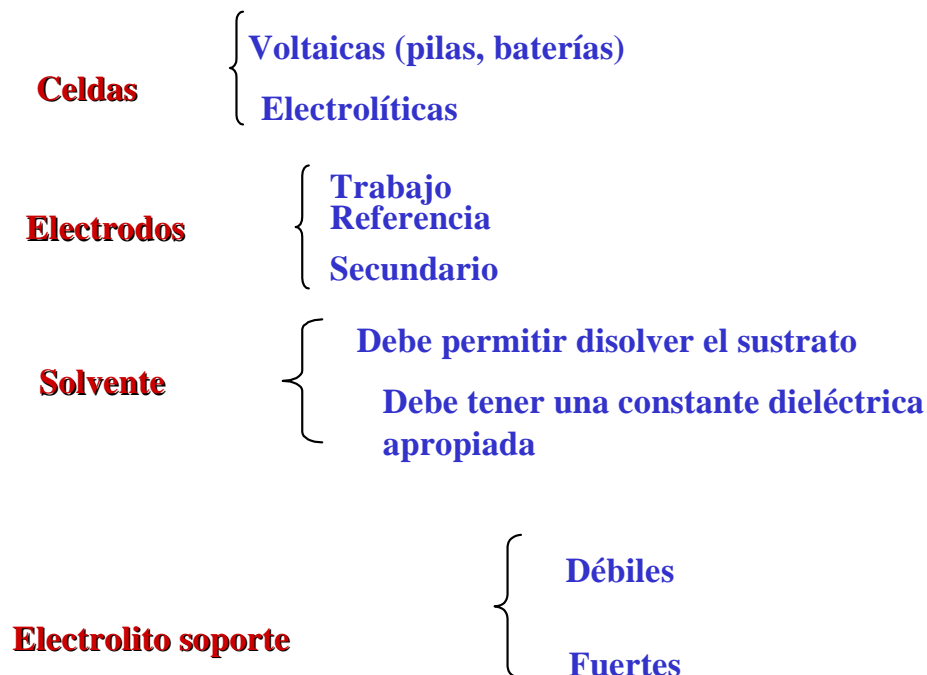 Celdas
Voltaicas (pilas, baterías)
Electrolíticas
Electrodos
Trabajo
Referencia
Secundario
Solvente
Debe permitir disolver el sustrato
Debe tener una constante dieléctrica
apropiada
Electrolito soporte
Débiles
Fuertes